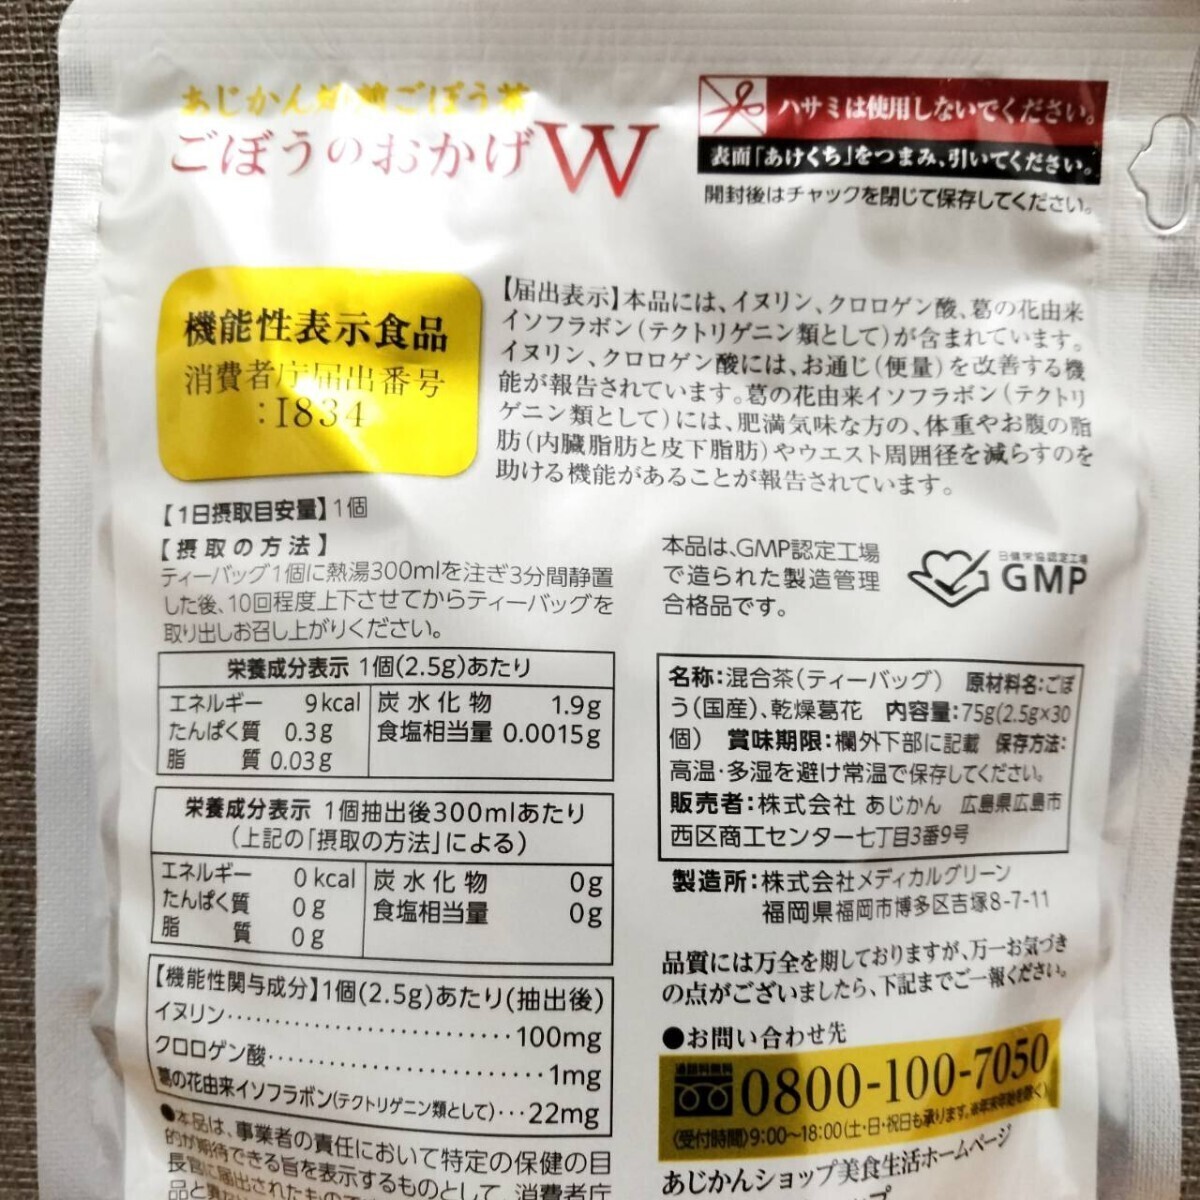 あじかん焙煎ごぼう茶
ごぼうのおかげW
ハサミは使用しないでください。
表面「あけくち」をつまみ、引いてください。
開封後はチャックを閉じて保存してください。
機能性表示食品
消費者庁届出番号
:I834
【届出表示】本品には、イヌリン、クロロゲン酸、葛の花由来
イソフラボン(テクトリゲニン類として)が含まれています。
イヌリン、クロロゲン酸には、お通じ(便量)を改善する機
能が報告されています。葛の花由来イソフラボン(テクトリ
ゲニン類として)には、肥満気味な方の、体重やお腹の脂
肪(内臓脂肪と皮下脂肪)やウエスト周囲径を減らすのを
助ける機能があることが報告されています。
【1日摂取目安量】1個
【摂取の方法】
ティーバッグ1個に熱湯300mlを注ぎ3分間静置
した後、10回程度上下させてからティーバッグを
取り出しお召し上がりください。
本品は、GMP認定工場
で造られた製造管理
合格品です。
日健栄協認定工場
GMP
栄養成分表示 1個(2.5g)あたり
エネルギー 9kcal 炭水化物 1.9g
たんぱく質 0.3g 食塩相当量 0.0015g
脂質 0.03g
栄養成分表示 1個抽出後300mlあたり
(上記の「摂取の方法」による)
エネルギー 0kcal 炭水化物 0g
たんぱく質 0g 食塩相当量 0g
脂質 0g
【機能性関与成分】1個(2.5g)あたり(抽出後)
イヌリン……………………100mg
クロロゲン酸……………………1mg
葛の花由来イソフラボン(テクトリゲニン類として)…22mg
●本品は、事業者の責任において特定の保健の目
的が期待できる旨を表示するものとして、消費者庁
長官に届出されたもの
名称:混合茶(ティーバッグ) 原材料名:ごぼ
う(国産)、乾燥葛花 内容量:75g(2.5g×30
個) 賞味期限:欄外下部に記載 保存方法:
高温・多湿を避け常温で保存してください。
販売者:株式会社 あじかん 広島県広島市
西区商工センター七丁目3番9号
製造所:株式会社メディカルグリーン
福岡県福岡市博多区吉塚8-7-11
品質には万全を期しておりますが、万一お気づき
の点がございましたら、下記までご一報ください。
●お問い合わせ先
通話料無料
0800-100-7050
〈受付時間〉9:00〜18:00(土・日・祝日も承ります。※年末年始を除く)
あじかんショップ美食生活ホームページ